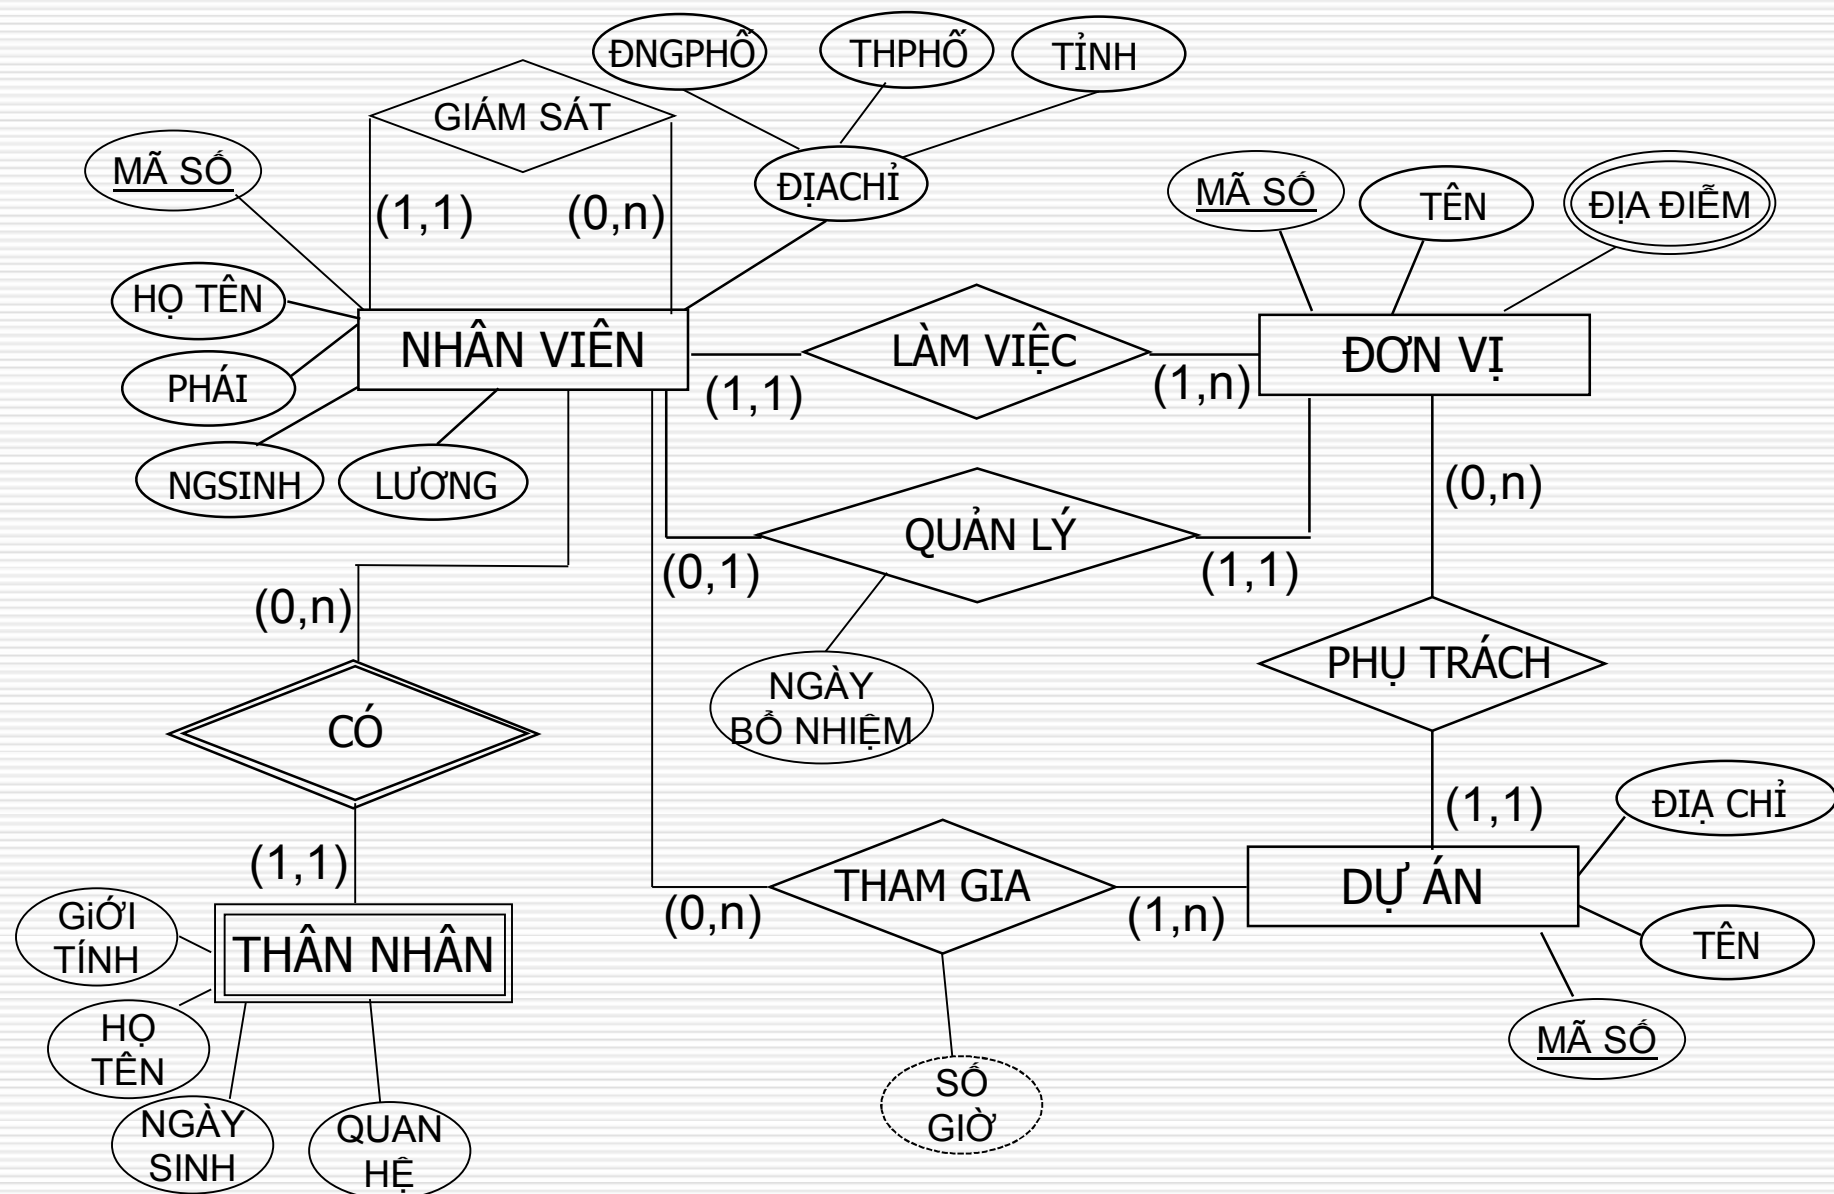 ĐNGPHỐ
THPHỐ
TỈNH
GIÁM SÁT
MÃ SỐ
(1,1)
(0,n)
ĐỊACHỈ
MÃ SỐ
TÊN
ĐỊA ĐIỄM
HỌ TÊN
NHÂN VIÊN
LÀM VIỆC
ĐƠN VỊ
PHÁI
(1,1)
(1,n)
NGSINH
LƯƠNG
(0,n)
QUẢN LÝ
(0,1)
(1,1)
(0,n)
PHỤ TRÁCH
NGÀY
BỔ NHIỆM
CÓ
(1,1)
ĐIẠ CHỈ
(1,1)
THAM GIA
DỰ ÁN
(0,n)
(1,n)
GiỚI
TÍNH
THÂN NHÂN
TÊN
HỌ
TÊN
MÃ SỐ
SỐ
GIỜ
NGÀY
SINH
QUAN
HỆ